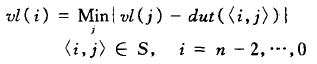 vl(i) = Min{vl(j) - dut(⟨i,j⟩)}
j
⟨i,j⟩ ∈ S, i = n - 2,⋯,0